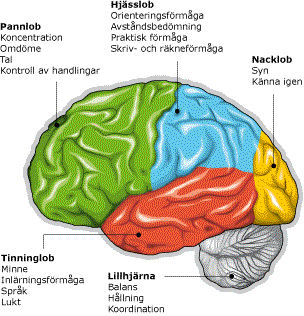 Hjässlob
Orienteringsförmåga
Avståndsbedömning
Praktisk förmåga
Skriv- och räkneförmåga
Pannlob
Koncentration
Omdöme
Tal
Kontroll av handlingar
Nacklob
Syn
Känna igen
Tinninglob
Minne
Inlärningsförmåga
Språk
Lukt
Lillhjärna
Balans
Hållning
Koordination